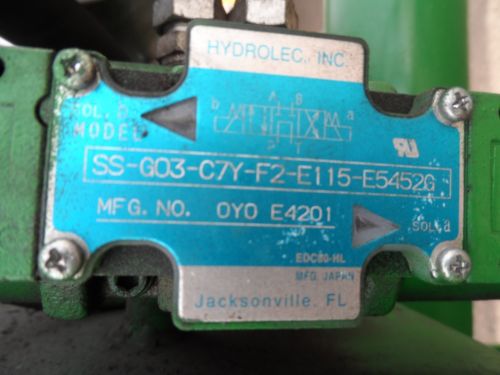 HYDROLEC., INC.
SOL. b
MODEL
A B
b a
P T
SS-G03-C7Y-F2-E115-E5452G
MFG. NO. 0Y0 E4201
SOL. a
EDC80-HL
MFG. JAPAN
Jacksonville, FL